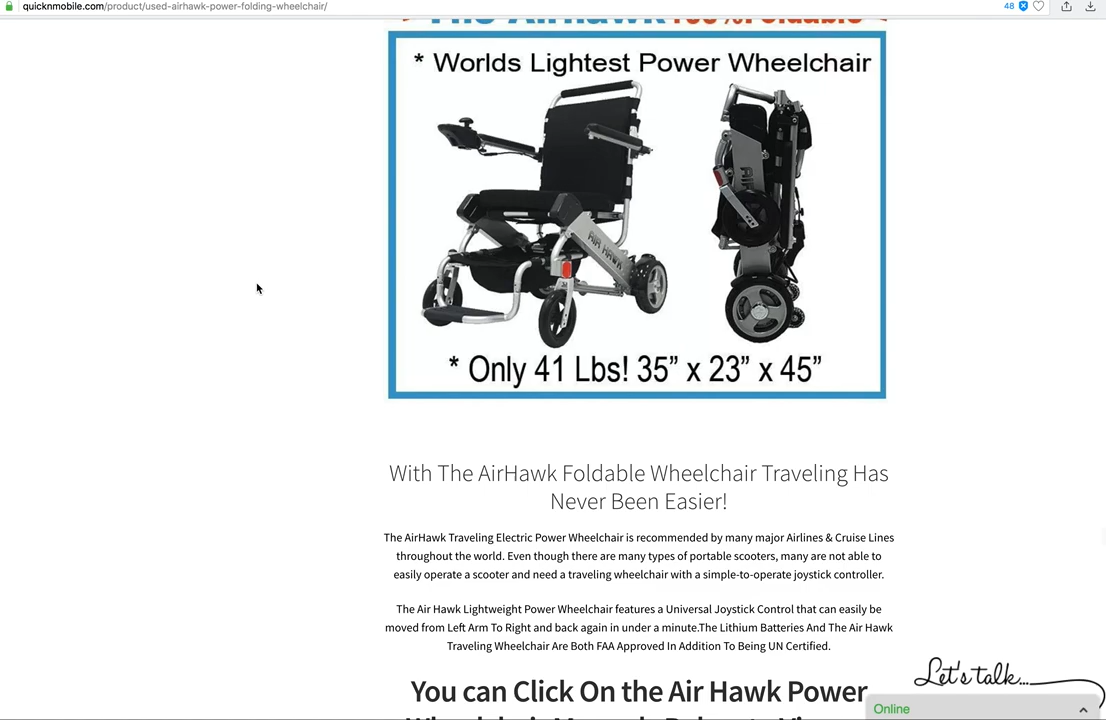 quicknmobile.com/product/used-airhawk-power-folding-wheelchair/
48
The AirHawk 100%Foldable
* Worlds Lightest Power Wheelchair
AIR HAWK
* Only 41 Lbs! 35” x 23” x 45”
With The AirHawk Foldable Wheelchair Traveling Has
Never Been Easier!
The AirHawk Traveling Electric Power Wheelchair is recommended by many major Airlines & Cruise Lines
throughout the world. Even though there are many types of portable scooters, many are not able to
easily operate a scooter and need a traveling wheelchair with a simple-to-operate joystick controller.
The Air Hawk Lightweight Power Wheelchair features a Universal Joystick Control that can easily be
moved from Left Arm To Right and back again in under a minute.The Lithium Batteries And The Air Hawk
Traveling Wheelchair Are Both FAA Approved In Addition To Being UN Certified.
You can Click On the Air Hawk Power
Let's talk...
Online